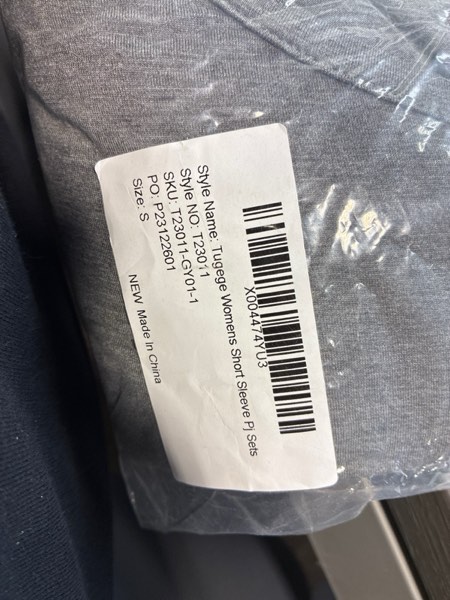 X004474YU3
Style Name: Tugege Womens Short Sleeve Pj Sets
Style NO: T23011
SKU: T23011-GY01-1
PO: P23122601
Size: S
NEW Made In China